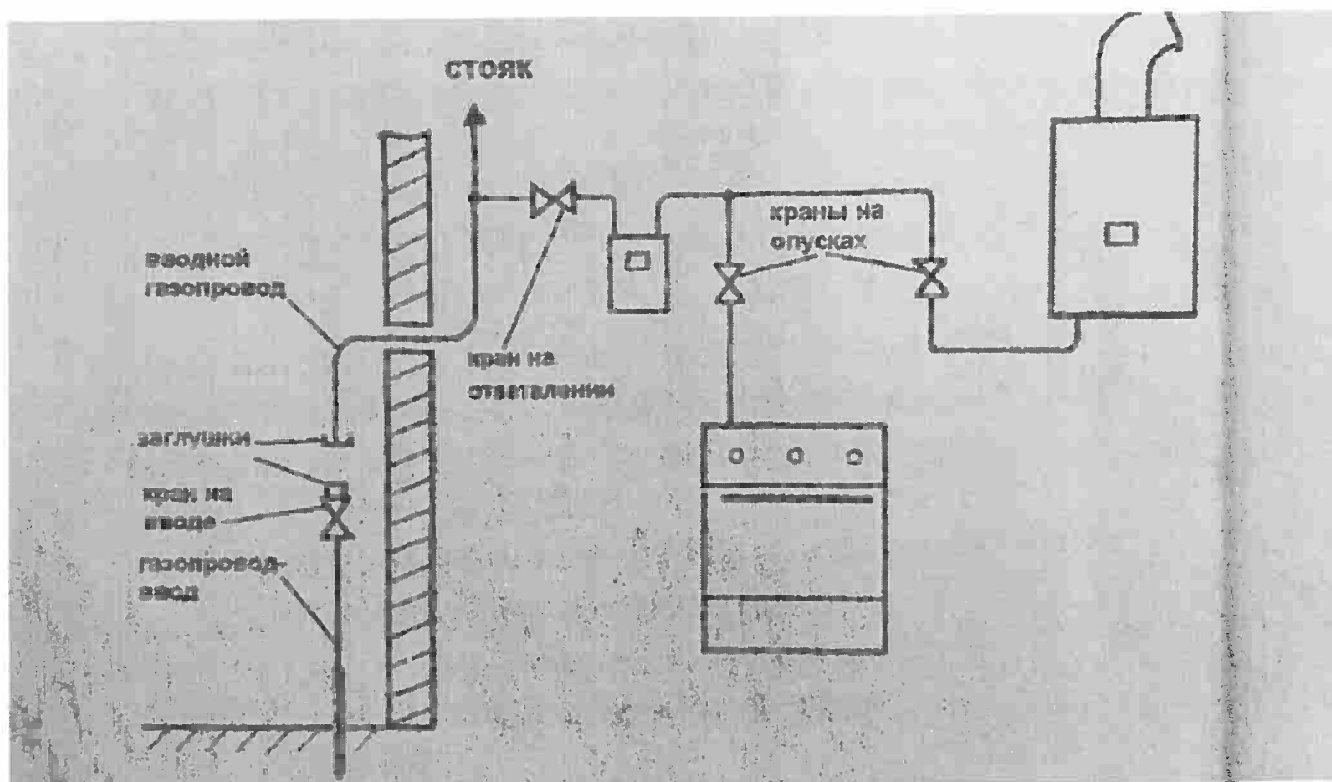 СТОЯК
вводной
газопровод
краны на
опусках
кран на
ответвлении
заглушки
кран на
вводе
газопровод-
ввод